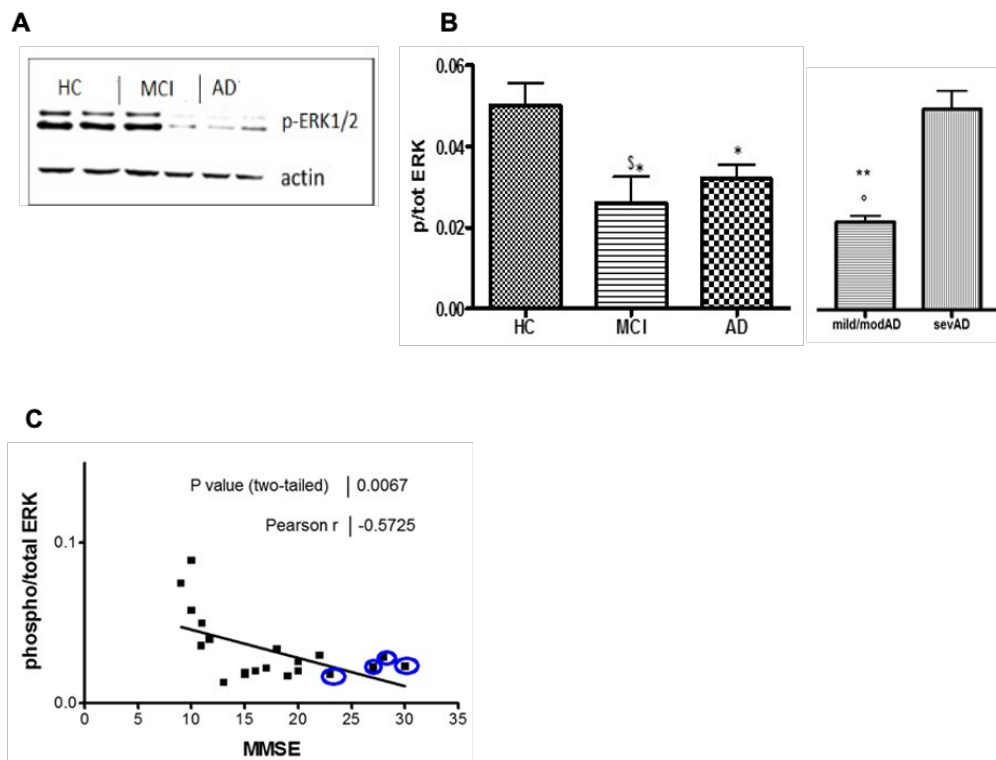 A
HC MCI AD
p-ERK1/2
actin
B
0.06
0.04
0.02
0.00
p/tot ERK
$*
*
HC MCI AD
**
°
mild/modAD sevAD
C
P value (two-tailed) 0.0067
Pearson r -0.5725
phospho/total ERK
0.1
0.0
0 5 10 15 20 25 30 35
MMSE